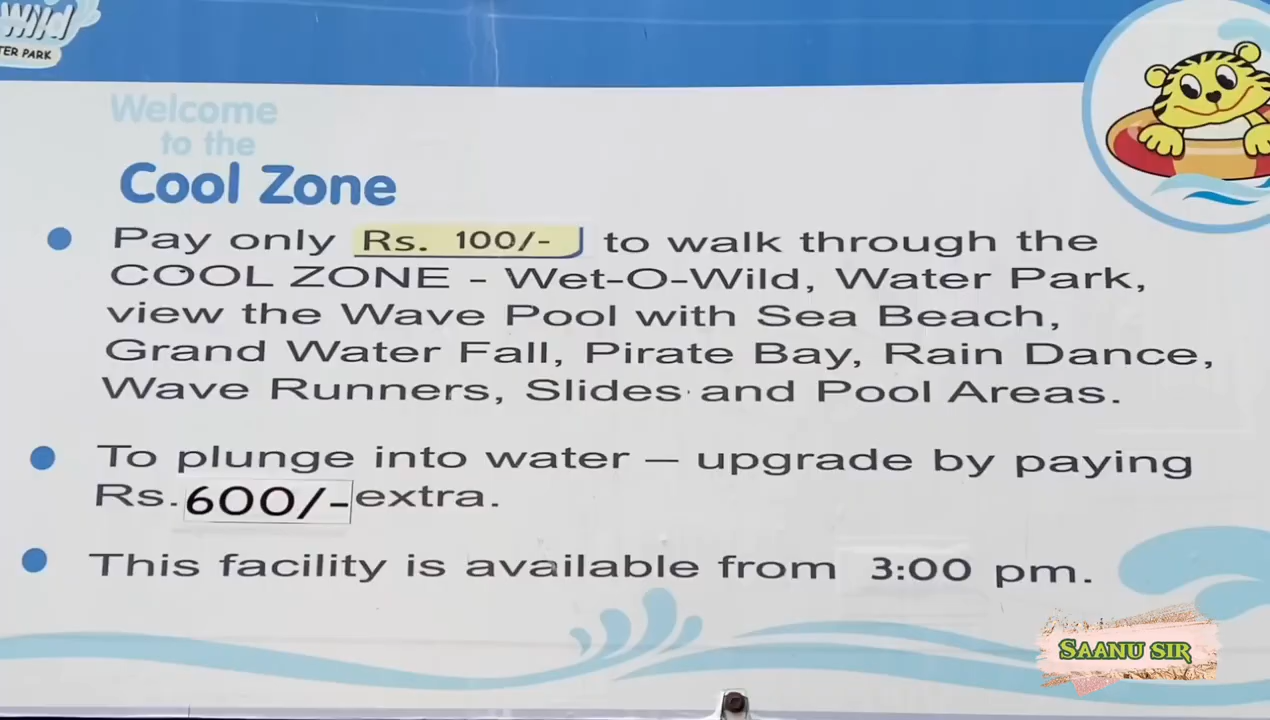 Wild
TER PARK
Welcome
to the
Cool Zone
Pay only Rs. 100/- to walk through the
COOL ZONE - Wet-O-Wild, Water Park,
view the Wave Pool with Sea Beach,
Grand Water Fall, Pirate Bay, Rain Dance,
Wave Runners, Slides and Pool Areas.
To plunge into water – upgrade by paying
Rs. 600/- extra.
This facility is available from 3:00 pm.
SAANU SIR